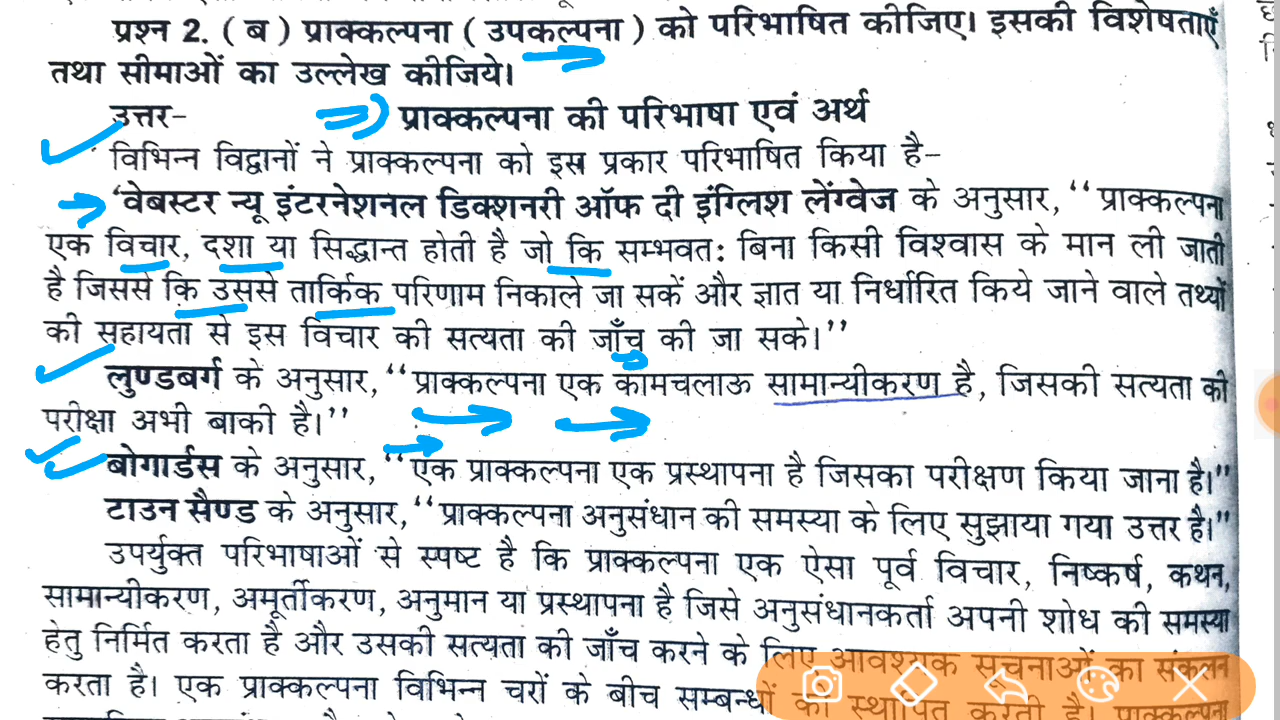 प्रश्न 2. ( ब ) प्राक्कल्पना ( उपकल्पना ) को परिभाषित कीजिए। इसकी विशेषताएँ
तथा सीमाओं का उल्लेख कीजिये।
उत्तर-
प्राक्कल्पना की परिभाषा एवं अर्थ
विभिन्न विद्वानों ने प्राक्कल्पना को इस प्रकार परिभाषित किया है-
'वेबस्टर न्यू इंटरनेशनल डिक्शनरी ऑफ दी इंग्लिश लेंग्वेज के अनुसार, ‘‘प्राक्कल्पना
एक विचार, दशा या सिद्धान्त होती है जो कि सम्भवत: बिना किसी विश्वास के मान ली जाती
है जिससे कि उससे तार्किक परिणाम निकाले जा सकें और ज्ञात या निर्धारित किये जाने वाले तथ्यों
की सहायता से इस विचार की सत्यता की जाँच की जा सके।’’
लुण्डबर्ग के अनुसार, ‘‘प्राक्कल्पना एक कामचलाऊ सामान्यीकरण है, जिसकी सत्यता की
परीक्षा अभी बाकी है।’’
बोगार्डस के अनुसार, ‘‘एक प्राक्कल्पना एक प्रस्थापना है जिसका परीक्षण किया जाना है।’’
टाउन सैण्ड के अनुसार, ‘‘प्राक्कल्पना अनुसंधान की समस्या के लिए सुझाया गया उत्तर है।’’
उपर्युक्त परिभाषाओं से स्पष्ट है कि प्राक्कल्पना एक ऐसा पूर्व विचार, निष्कर्ष, कथन,
सामान्यीकरण, अमूर्तीकरण, अनुमान या प्रस्थापना है जिसे अनुसंधानकर्ता अपनी शोध की समस्या
हेतु निर्मित करता है और उसकी सत्यता की जाँच करने के लिए आवश्यक सूचनाओं का संकलन
करता है। एक प्राक्कल्पना विभिन्न चरों के बीच सम्बन्धों को स्थापित करती है। प्राक्कल्पना